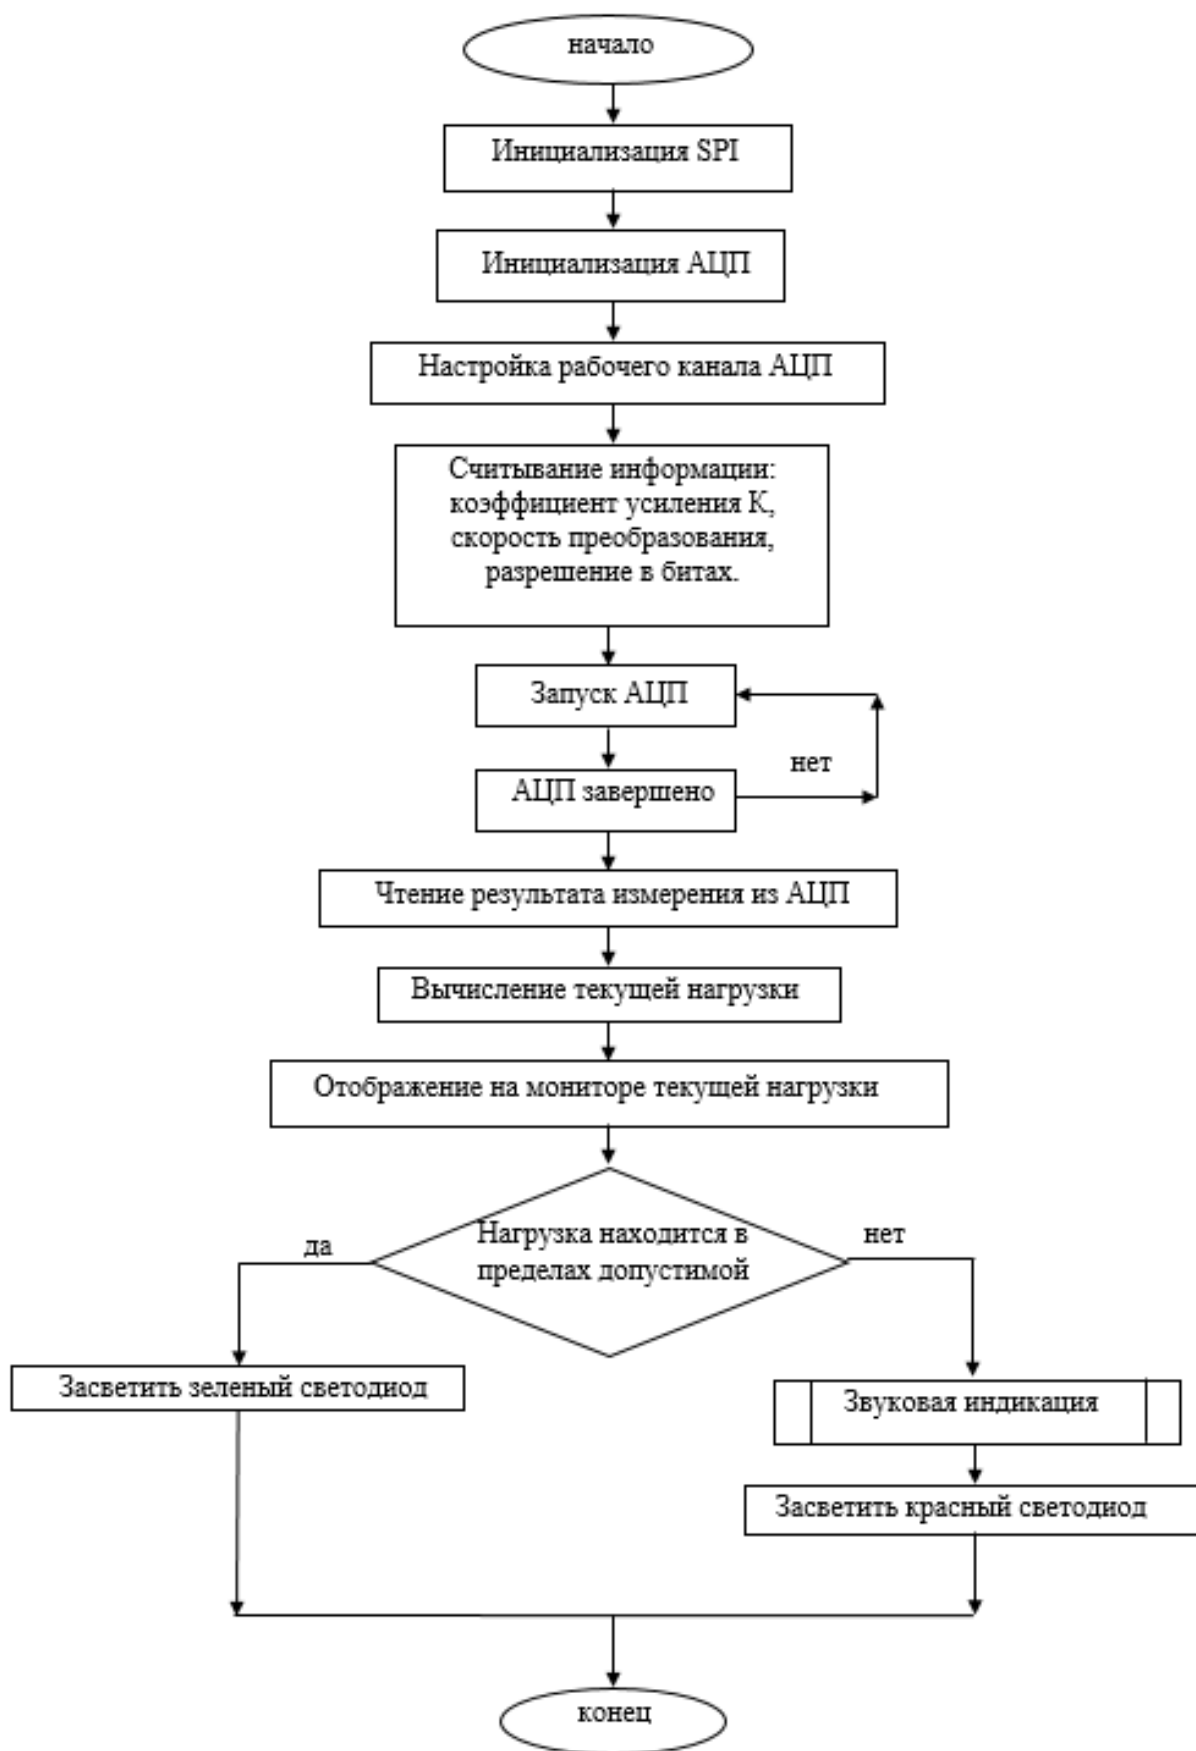 начало
Инициализация SPI
Инициализация АЦП
Настройка рабочего канала АЦП
Считывание информации:
коэффициент усиления К,
скорость преобразования,
разрешение в битах.
Запуск АЦП
нет
АЦП завершено
Чтение результата измерения из АЦП
Вычисление текущей нагрузки
Отображение на мониторе текущей нагрузки
Нагрузка находится в
пределах допустимой
да
нет
Засветить зеленый светодиод
Звуковая индикация
Засветить красный светодиод
конец